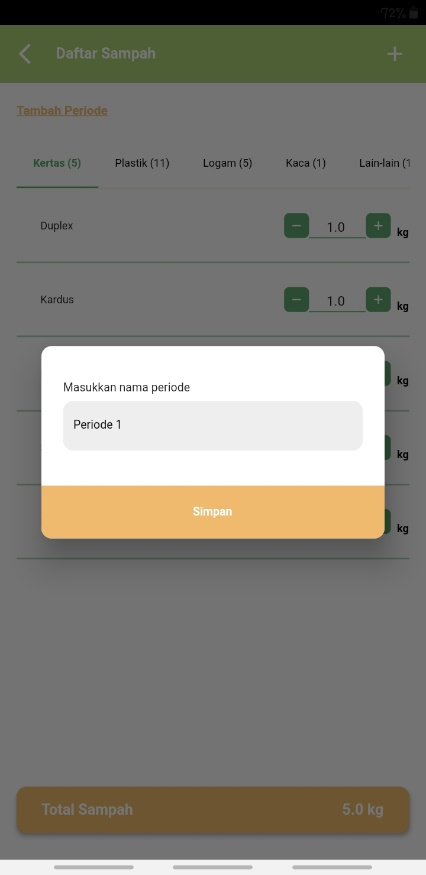 72%
Daftar Sampah
+
Tambah Periode
Kertas (5) Plastik (11) Logam (5) Kaca (1) Lain-lain (1
Duplex − 1.0 + kg
Kardus − 1.0 + kg
kg
Masukkan nama periode
Periode 1
kg
Simpan
kg
Total Sampah 5.0 kg